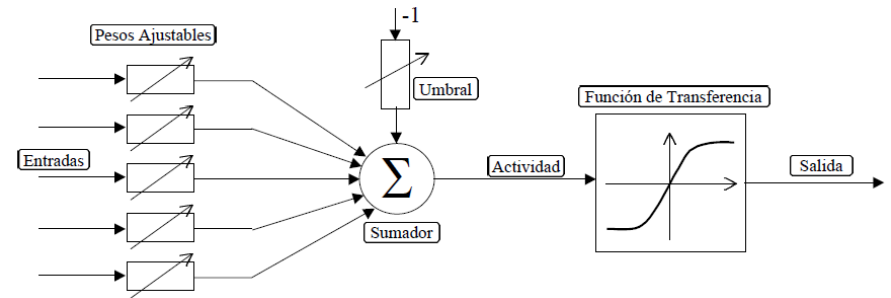 -1
Pesos Ajustables
Umbral
Función de Transferencia
Entradas
Σ
Actividad
Salida
Sumador